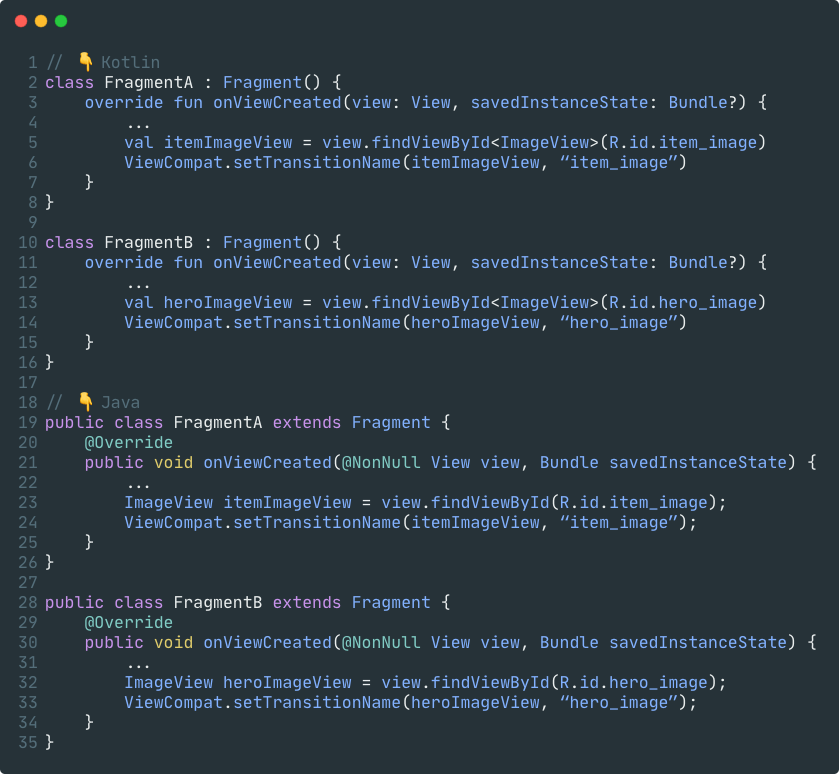 1 // 👇 Kotlin
2 class FragmentA : Fragment() {
3     override fun onViewCreated(view: View, savedInstanceState: Bundle?) {
4         ...
5         val itemImageView = view.findViewById<ImageView>(R.id.item_image)
6         ViewCompat.setTransitionName(itemImageView, “item_image”)
7     }
8 }
9
10 class FragmentB : Fragment() {
11     override fun onViewCreated(view: View, savedInstanceState: Bundle?) {
12         ...
13         val heroImageView = view.findViewById<ImageView>(R.id.hero_image)
14         ViewCompat.setTransitionName(heroImageView, “hero_image”)
15     }
16 }
17
18 // 👇 Java
19 public class FragmentA extends Fragment {
20     @Override
21     public void onViewCreated(@NonNull View view, Bundle savedInstanceState) {
22         ...
23         ImageView itemImageView = view.findViewById(R.id.item_image);
24         ViewCompat.setTransitionName(itemImageView, “item_image”);
25     }
26 }
27
28 public class FragmentB extends Fragment {
29     @Override
30     public void onViewCreated(@NonNull View view, Bundle savedInstanceState) {
31         ...
32         ImageView heroImageView = view.findViewById(R.id.hero_image);
33         ViewCompat.setTransitionName(heroImageView, “hero_image”);
34     }
35 }